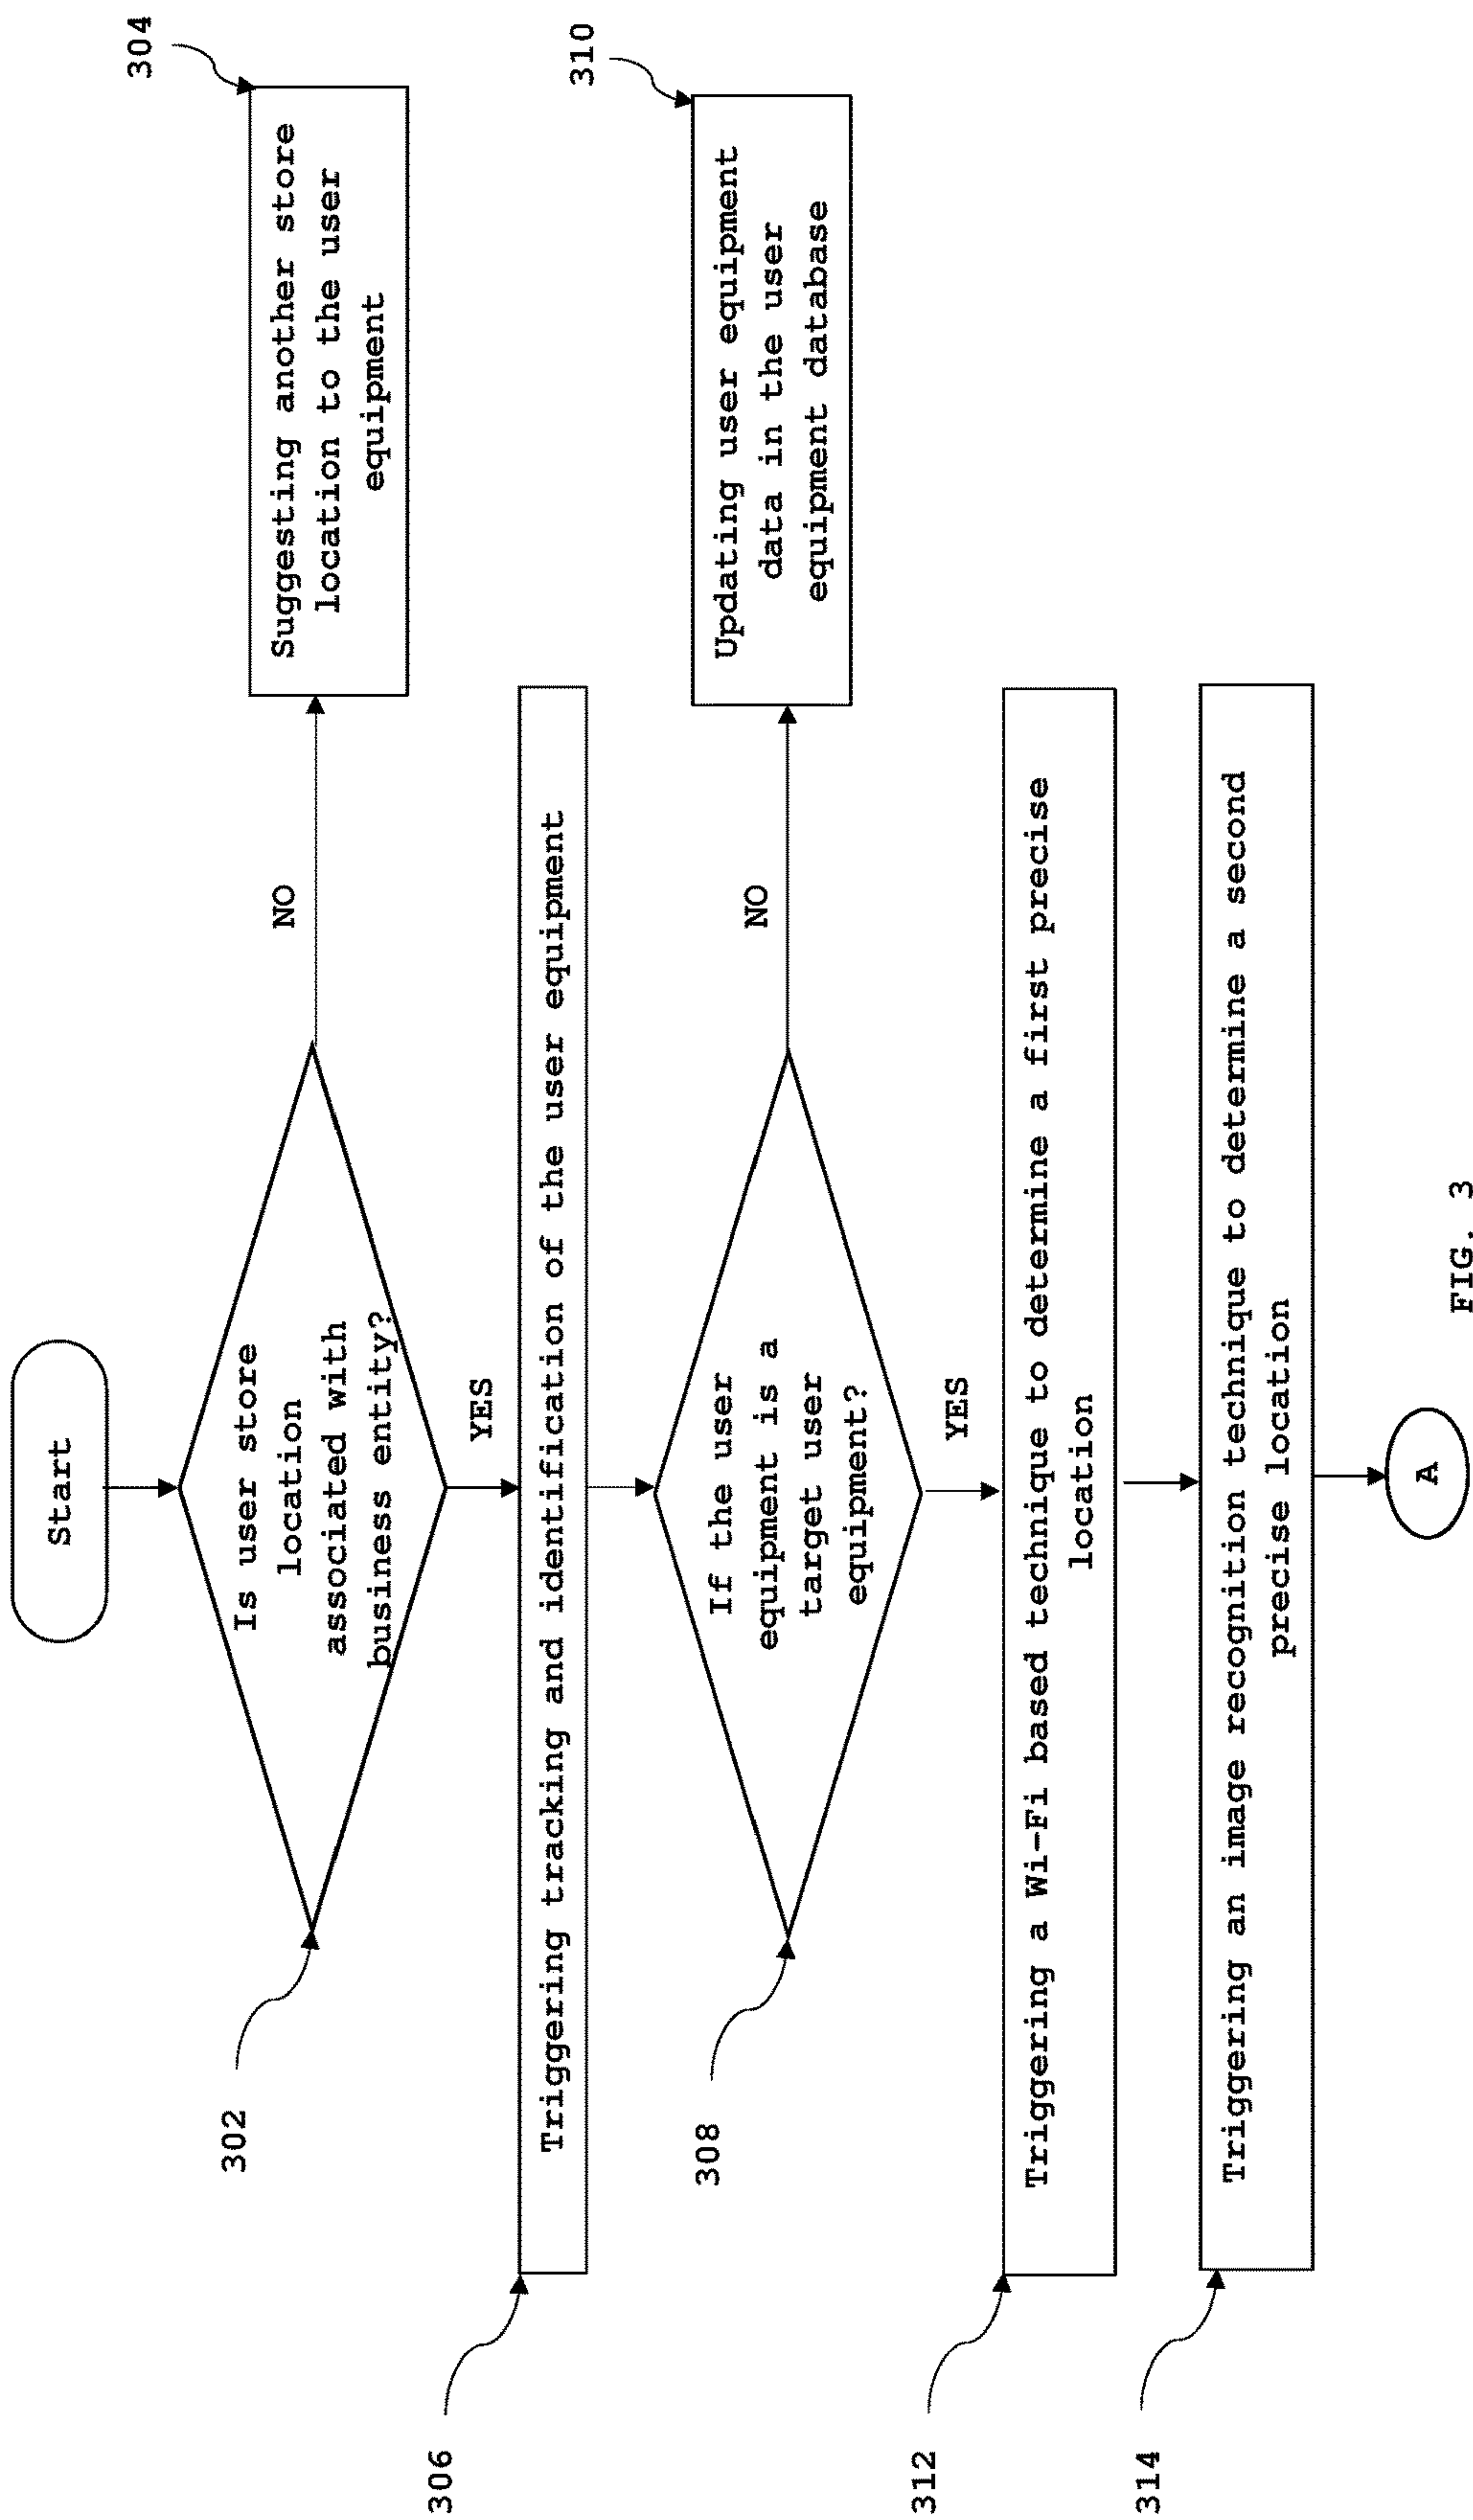 Start
302
Is user store
location
associated with
business entity?
NO
304
Suggesting another store
location to the user
equipment
YES
306
Triggering tracking and identification of the user equipment
308
If the user
equipment is a
target user
equipment?
NO
310
Updating user equipment
data in the user
equipment database
YES
312
Triggering a Wi-Fi based technique to determine a first precise
location
314
Triggering an image recognition technique to determine a second
precise location
A
FIG. 3